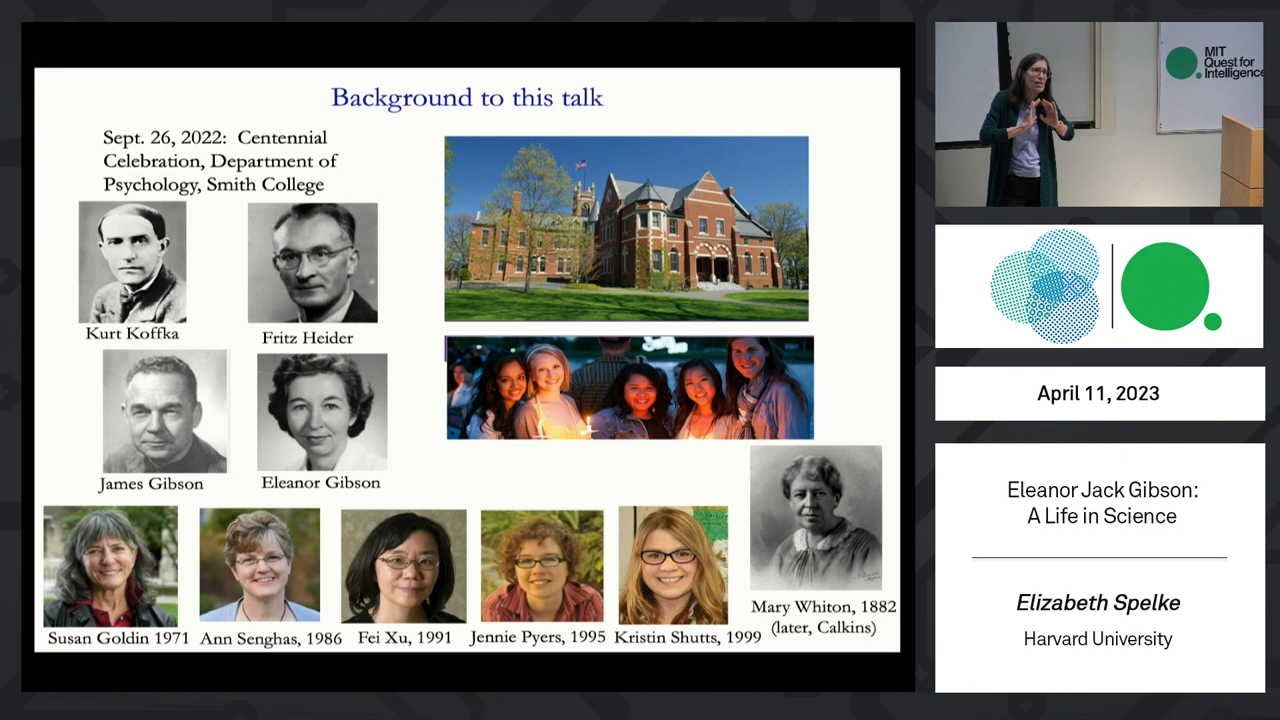 Background to this talk
Sept. 26, 2022: Centennial
Celebration, Department of
Psychology, Smith College
Kurt Koffka
Fritz Heider
James Gibson
Eleanor Gibson
Susan Goldin 1971
Ann Senghas, 1986
Fei Xu, 1991
Jennie Pyers, 1995
Kristin Shutts, 1999
Mary Whiton, 1882
(later, Calkins)
MIT
Quest for
Intelligence
April 11, 2023
Eleanor Jack Gibson:
A Life in Science
Elizabeth Spelke
Harvard University